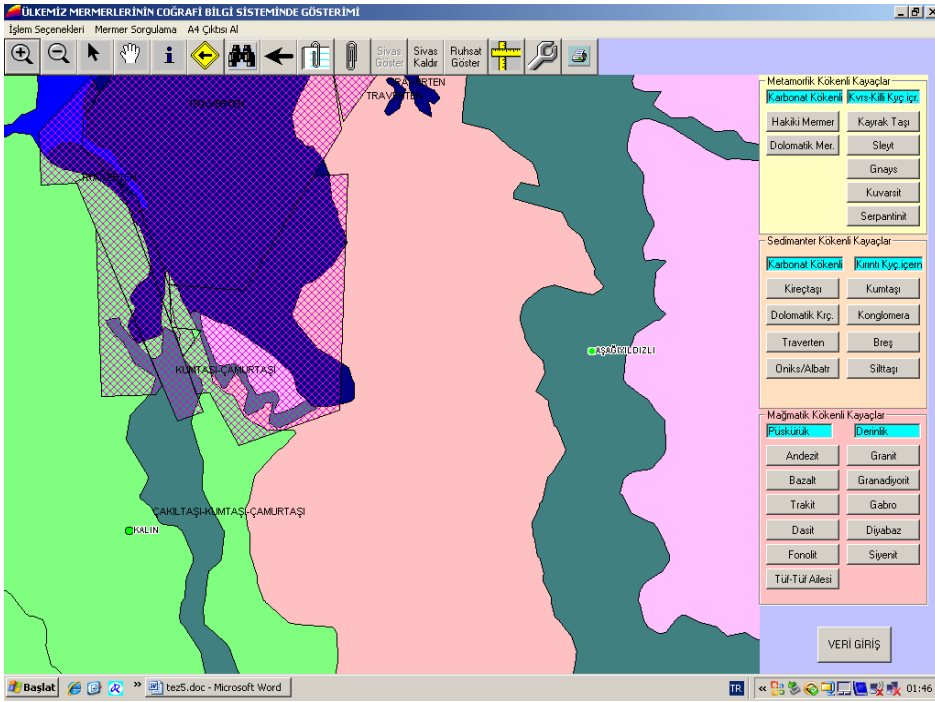 ÜLKEMİZ MERMERLERİNİN COĞRAFİ BİLGİ SİSTEMİNDE GÖSTERİMİ
İşlem Seçenekleri Mermer Sorgulama A4 Çıktısı Al
Sivas Göster
Sivas Kaldır
Ruhsat Göster
TRAVERTEN
TRAVERTEN
TRAVERTEN
KUMTAŞI-ÇAMURTAŞI
AŞAĞIYILDIZLI
ÇAKILTAŞI-KUMTAŞI-ÇAMURTAŞI
KALIN
Metamorfik Kökenli Kayaçlar
Karbonat Kökenli Kvrs-Killi Kyç içr.
Hakiki Mermer Kayrak Taşı
Dolomatik Mer. Sleyt
Gnays
Kuvarsit
Serpantinit
Sedimanter Kökenli Kayaçlar
Karbonat Kökenli Kırıntı Kyç.içern
Kireçtaşı Kumtaşı
Dolomatik Krç. Konglomera
Traverten Breş
Oniks/Albatr Silttaşı
Mağmatik Kökenli Kayaçlar
Püskürük Derinlik
Andezit Granit
Bazalt Granadiyorit
Trakit Gabro
Dasit Diyabaz
Fonolit Siyenit
Tüf-Tüf Ailesi
VERİ GİRİŞ
Başlat » tez5.doc - Microsoft Word TR « 01:46